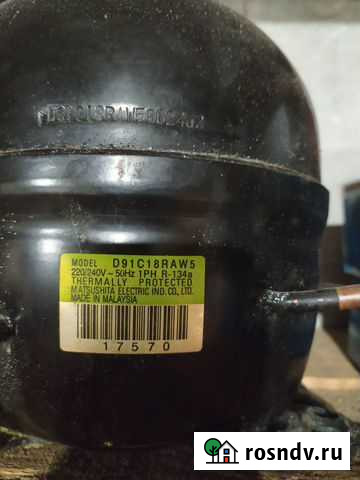 MODEL D91C18RAW5
220/240V ~ 50Hz 1PH R-134a
THERMALLY PROTECTED
MATSUSHITA ELECTRIC IND. CO., LTD.
MADE IN MALAYSIA
17570
rosndv.ru